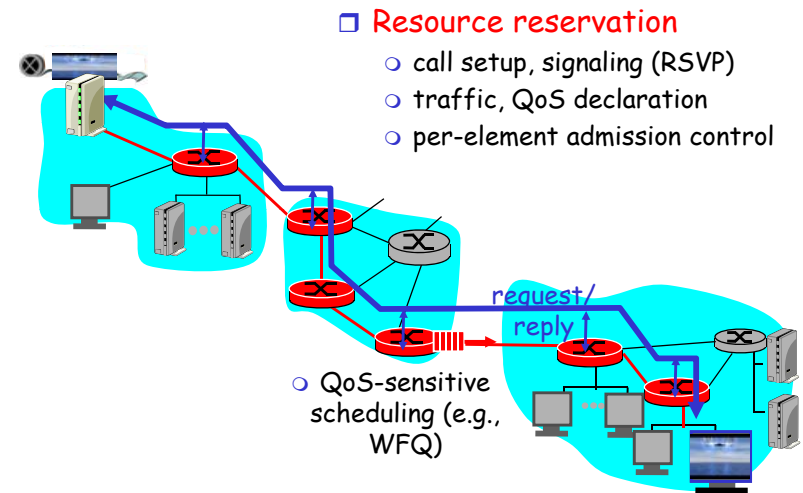 Resource reservation
call setup, signaling (RSVP)
traffic, QoS declaration
per-element admission control
request/
reply
QoS-sensitive
scheduling (e.g.,
WFQ)